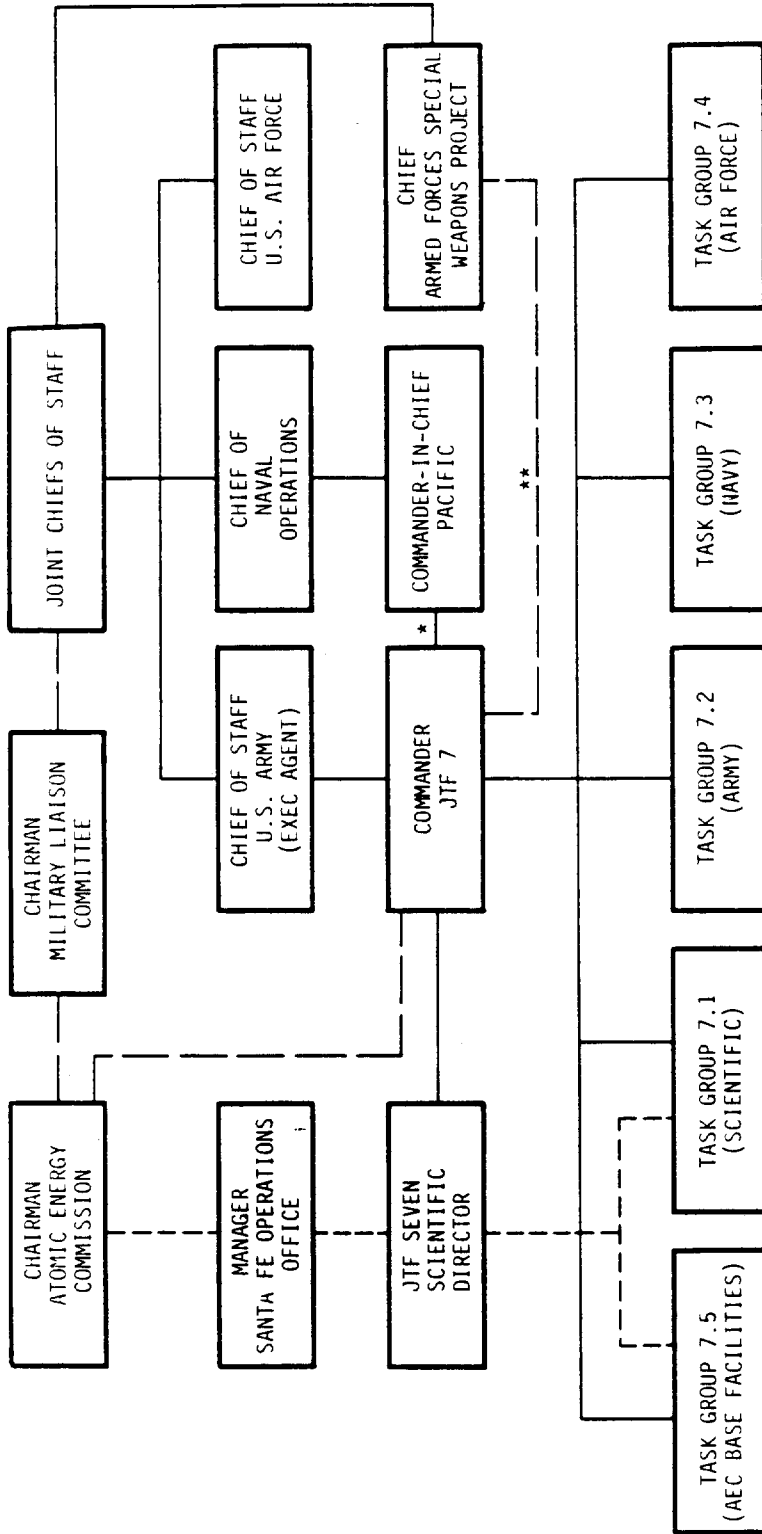 CHAIRMAN
ATOMIC ENERGY
COMMISSION
CHAIRMAN
MILITARY LIAISON
COMMITTEE
JOINT CHIEFS OF STAFF
MANAGER
SANTA FE OPERATIONS
OFFICE
CHIEF OF STAFF
U.S. ARMY
(EXEC AGENT)
CHIEF OF
NAVAL
OPERATIONS
CHIEF OF STAFF
U.S. AIR FORCE
JTF SEVEN
SCIENTIFIC
DIRECTOR
COMMANDER
JTF 7
*
COMMANDER-IN-CHIEF
PACIFIC
CHIEF
ARMED FORCES SPECIAL
WEAPONS PROJECT
**
TASK GROUP 7.5
(AEC BASE FACILITIES)
TASK GROUP 7.1
(SCIENTIFIC)
TASK GROUP 7.2
(ARMY)
TASK GROUP 7.3
(NAVY)
TASK GROUP 7.4
(AIR FORCE)